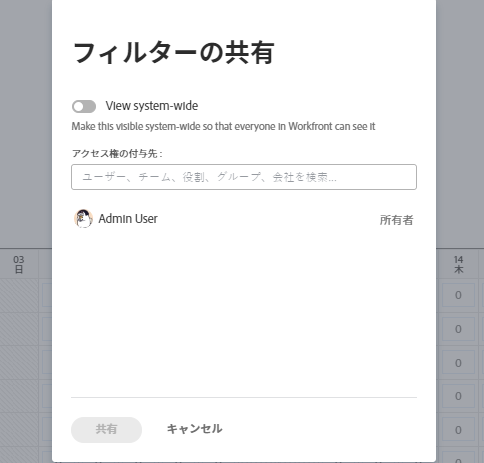 フィルターの共有
View system-wide
Make this visible system-wide so that everyone in Workfront can see it
アクセス権の付与先 :
ユーザー、チーム、役割、グループ、会社を検索...
Admin User
所有者
03
日
14
木
0
0
0
0
0
0
共有
キャンセル